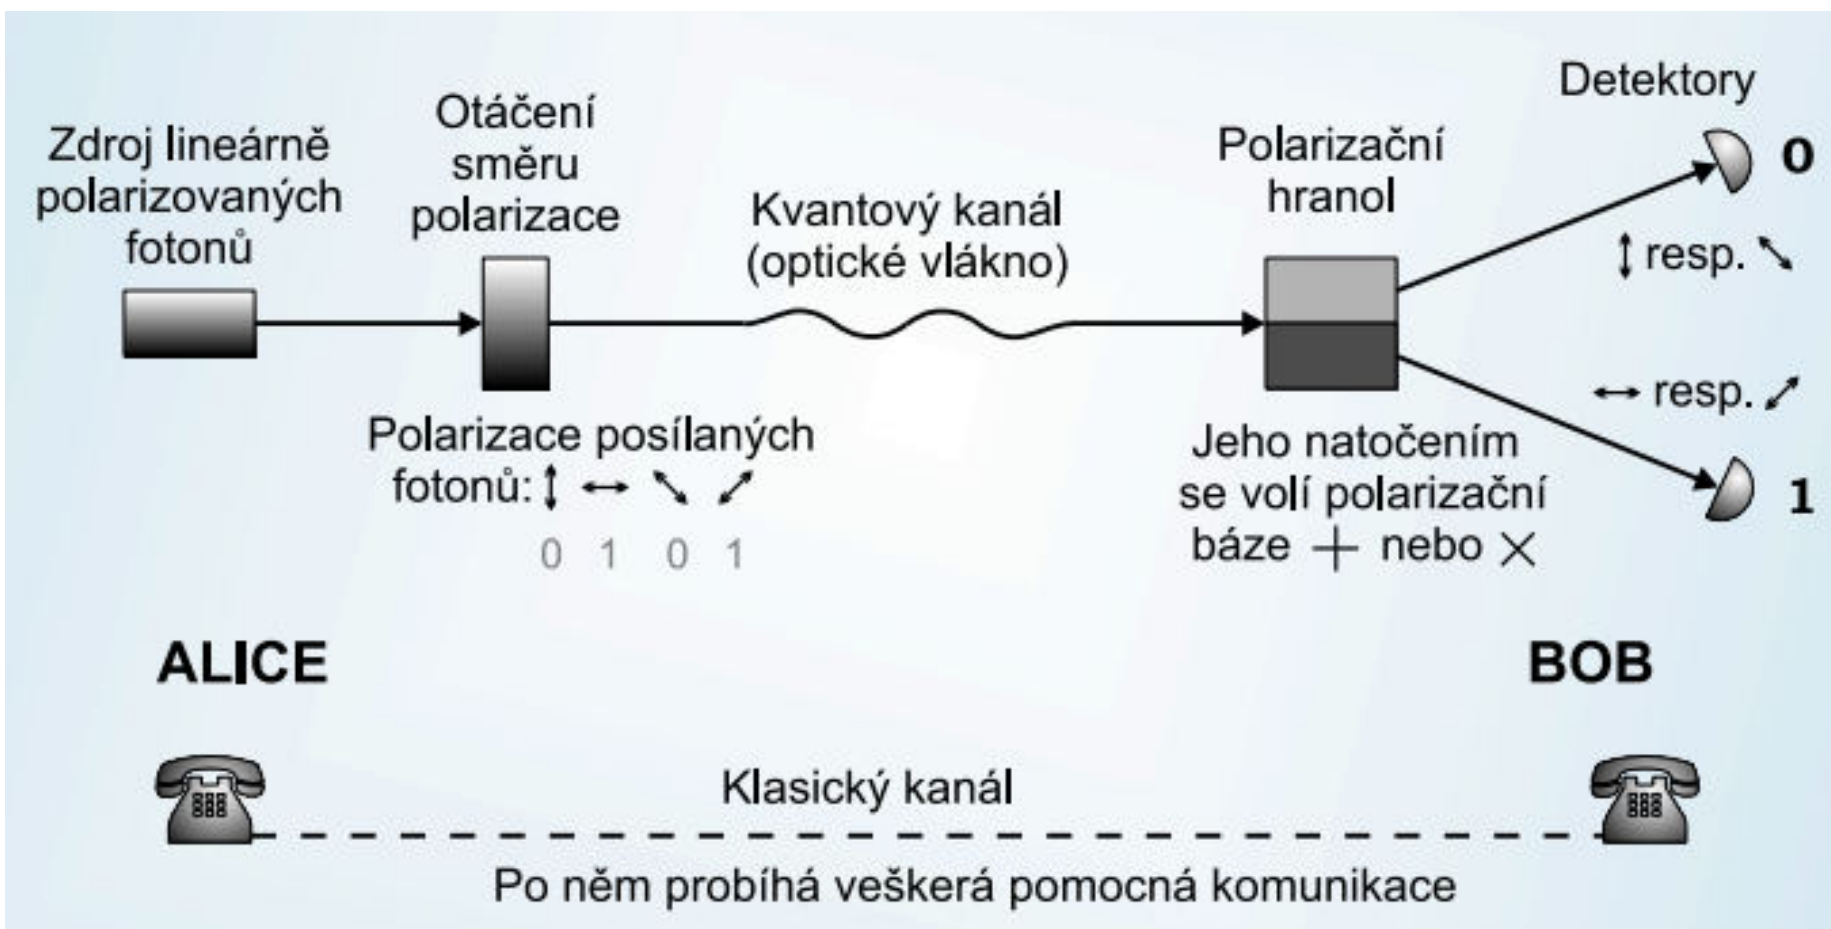 Zdroj lineárně
polarizovaných
fotonů
Otáčení
směru
polarizace
Kvantový kanál
(optické vlákno)
Polarizační
hranol
Detektory
0
↕ resp. ⤡
↔ resp. ⤢
1
Polarizace posílaných
fotonů: ↕ ↔ ⤡ ⤢
0 1 0 1
Jeho natočením
se volí polarizační
báze + nebo ×
ALICE
BOB
Klasický kanál
Po něm probíhá veškerá pomocná komunikace